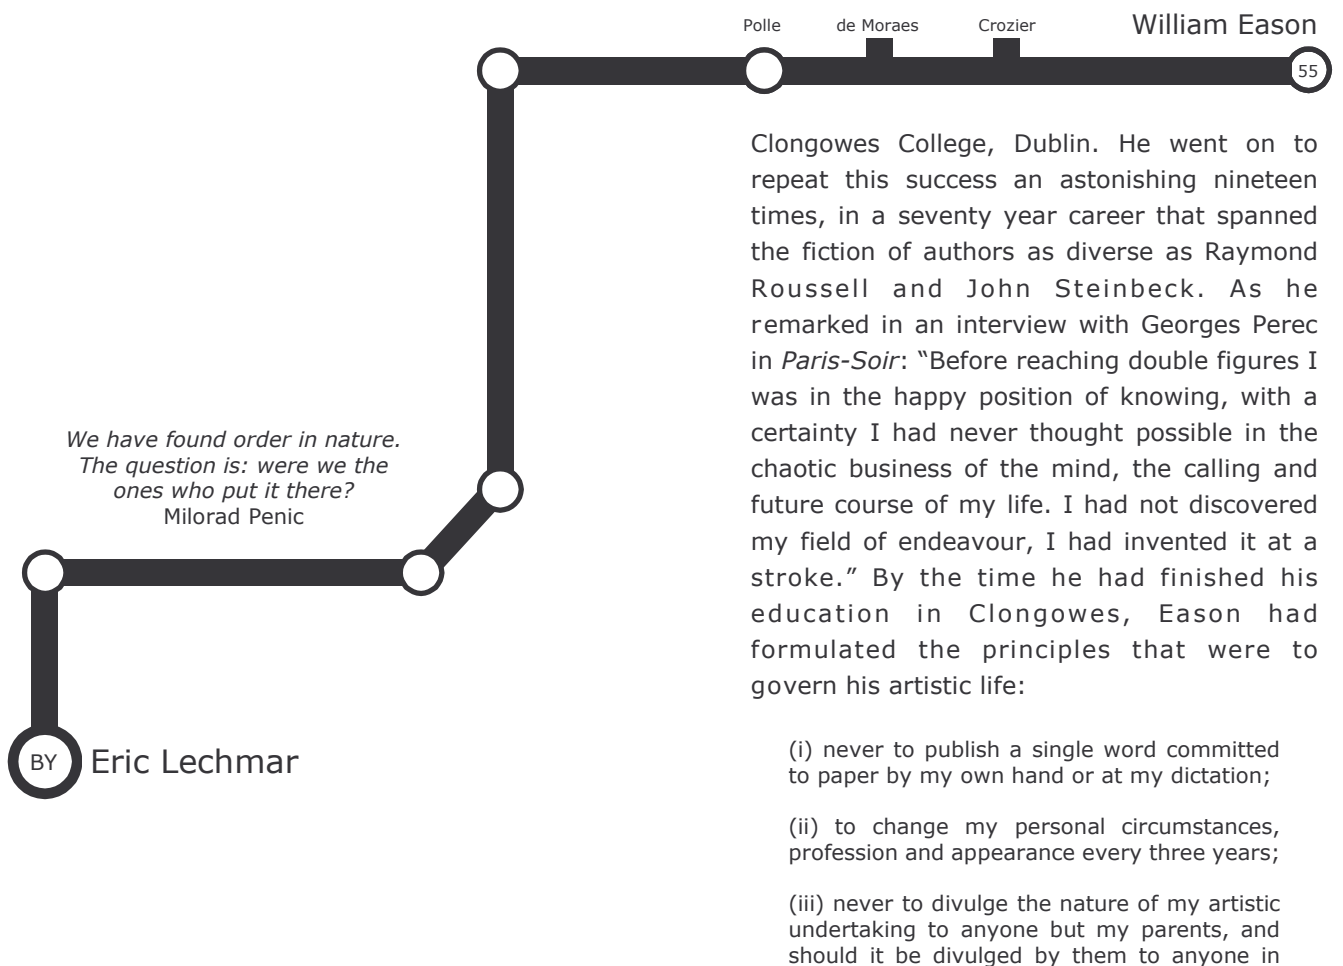 Polle
de Moraes
Crozier
William Eason
55
Clongowes College, Dublin. He went on to
repeat this success an astonishing nineteen
times, in a seventy year career that spanned
the fiction of authors as diverse as Raymond
Roussell and John Steinbeck. As he
remarked in an interview with Georges Perec
in Paris-Soir: “Before reaching double figures I
was in the happy position of knowing, with a
certainty I had never thought possible in the
chaotic business of the mind, the calling and
future course of my life. I had not discovered
my field of endeavour, I had invented it at a
stroke.” By the time he had finished his
education in Clongowes, Eason had
formulated the principles that were to
govern his artistic life:
(i) never to publish a single word committed
to paper by my own hand or at my dictation;
(ii) to change my personal circumstances,
profession and appearance every three years;
(iii) never to divulge the nature of my artistic
undertaking to anyone but my parents, and
should it be divulged by them to anyone in
We have found order in nature.
The question is: were we the
ones who put it there?
Milorad Penic
BY Eric Lechmar